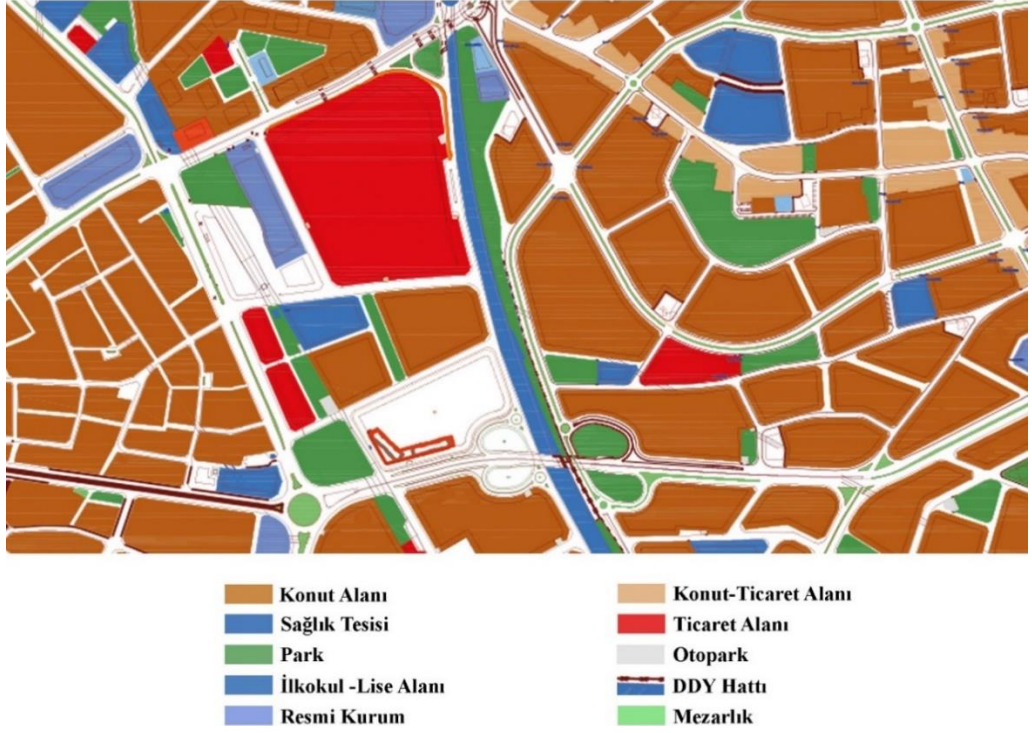 Konut Alanı
Sağlık Tesisi
Park
İlkokul -Lise Alanı
Resmi Kurum
Konut-Ticaret Alanı
Ticaret Alanı
Otopark
DDY Hattı
Mezarlık